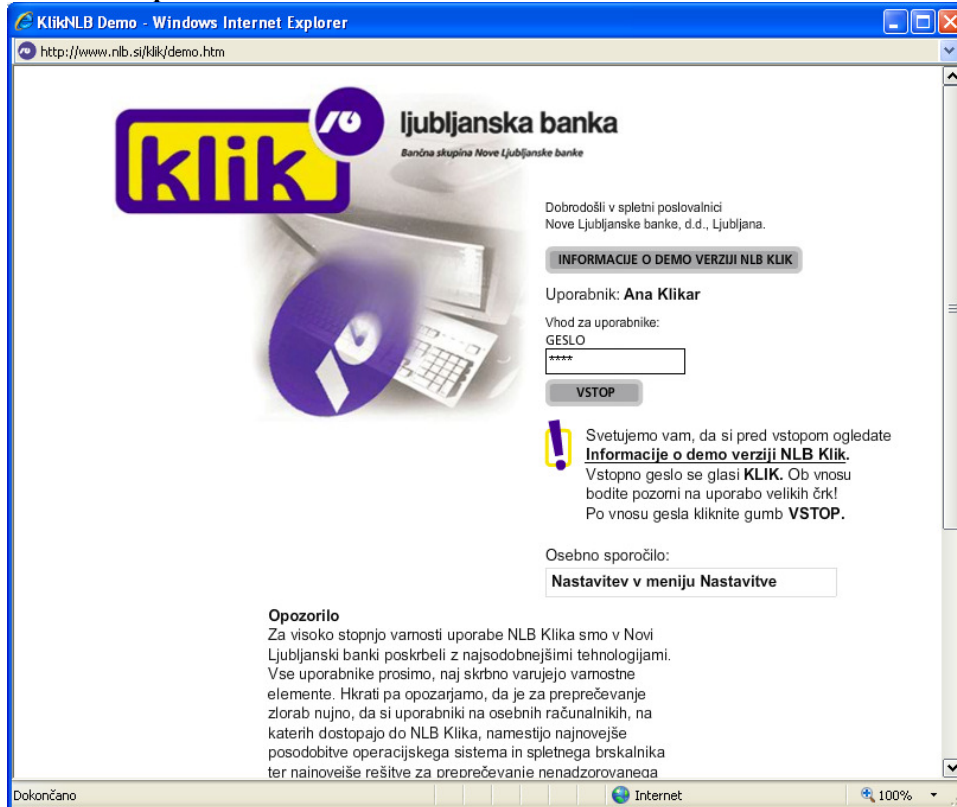 KlikNLB Demo - Windows Internet Explorer
http://www.nlb.si/klik/demo.htm
klik
ljubljanska banka
Bančna skupina Nove Ljubljanske banke
Dobrodošli v spletni poslovalnici
Nove Ljubljanske banke, d.d., Ljubljana.
INFORMACIJE O DEMO VERZIJI NLB KLIK
Uporabnik: Ana Klikar
Vhod za uporabnike:
GESLO
****
VSTOP
Svetujemo vam, da si pred vstopom ogledate
Informacije o demo verziji NLB Klik.
Vstopno geslo se glasi KLIK. Ob vnosu
bodite pozorni na uporabo velikih črk!
Po vnosu gesla kliknite gumb VSTOP.
Osebno sporočilo:
Nastavitev v meniju Nastavitve
Opozorilo
Za visoko stopnjo varnosti uporabe NLB Klika smo v Novi
Ljubljanski banki poskrbeli z najsodobnejšimi tehnologijami.
Vse uporabnike prosimo, naj skrbno varujejo varnostne
elemente. Hkrati pa opozarjamo, da je za preprečevanje
zlorab nujno, da si uporabniki na osebnih računalnikih, na
katerih dostopajo do NLB Klika, namestijo najnovejše
posodobitve operacijskega sistema in spletnega brskalnika
ter najnovejše rešitve za preprečevanje nenadzorovanega
Dokončano
Internet
100%